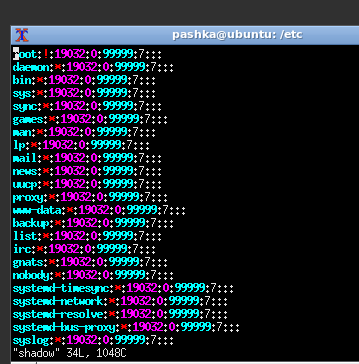 pashka@ubuntu: /etc
root:!:19032:0:99999:7:::
daemon:*:19032:0:99999:7:::
bin:*:19032:0:99999:7:::
sys:*:19032:0:99999:7:::
sync:*:19032:0:99999:7:::
games:*:19032:0:99999:7:::
man:*:19032:0:99999:7:::
lp:*:19032:0:99999:7:::
mail:*:19032:0:99999:7:::
news:*:19032:0:99999:7:::
uucp:*:19032:0:99999:7:::
proxy:*:19032:0:99999:7:::
www-data:*:19032:0:99999:7:::
backup:*:19032:0:99999:7:::
list:*:19032:0:99999:7:::
irc:*:19032:0:99999:7:::
gnats:*:19032:0:99999:7:::
nobody:*:19032:0:99999:7:::
systemd-timesync:*:19032:0:99999:7:::
systemd-network:*:19032:0:99999:7:::
systemd-resolve:*:19032:0:99999:7:::
systemd-bus-proxy:*:19032:0:99999:7:::
syslog:*:19032:0:99999:7:::
"shadow" 34L, 1048C